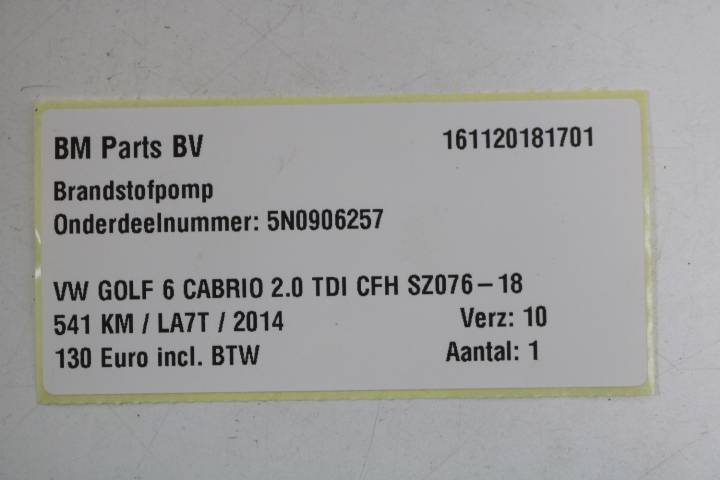 BM Parts BV 161120181701
Brandstofpomp
Onderdeelnummer: 5N0906257
VW GOLF 6 CABRIO 2.0 TDI CFH SZ076-18
541 KM / LA7T / 2014 Verz: 10
130 Euro incl. BTW Aantal: 1